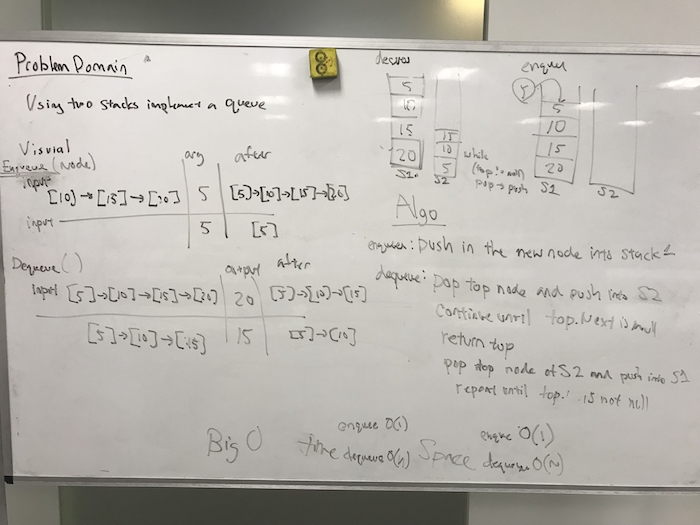 Problem Domain
Using two stacks implement a queue
Visvial
Enqueue (Node)
input arg after
[10]→[15]→[20] 5 [5]→[10]→[15]→[20]
input 5 [5]
Dequeue()
input output after
[5]→[10]→[15]→[20] 20 [5]→[10]→[15]
[5]→[10]→[15] 15 [5]→[10]
5
10
15
20
S1
15
10
5
S2
while
(top != null)
pop → push
enque
5
5
10
15
20
S1
S2
Algo
enqueu: Push in the new node into stack 1
dequeue: pop top node and push into S2
Continue until top.Next is null
return top
pop top node of S2 and push into S1
repeat until top is not null
Big O
time
enque O(1)
dequeue O(n)
Space
enque O(1)
dequeue O(n)